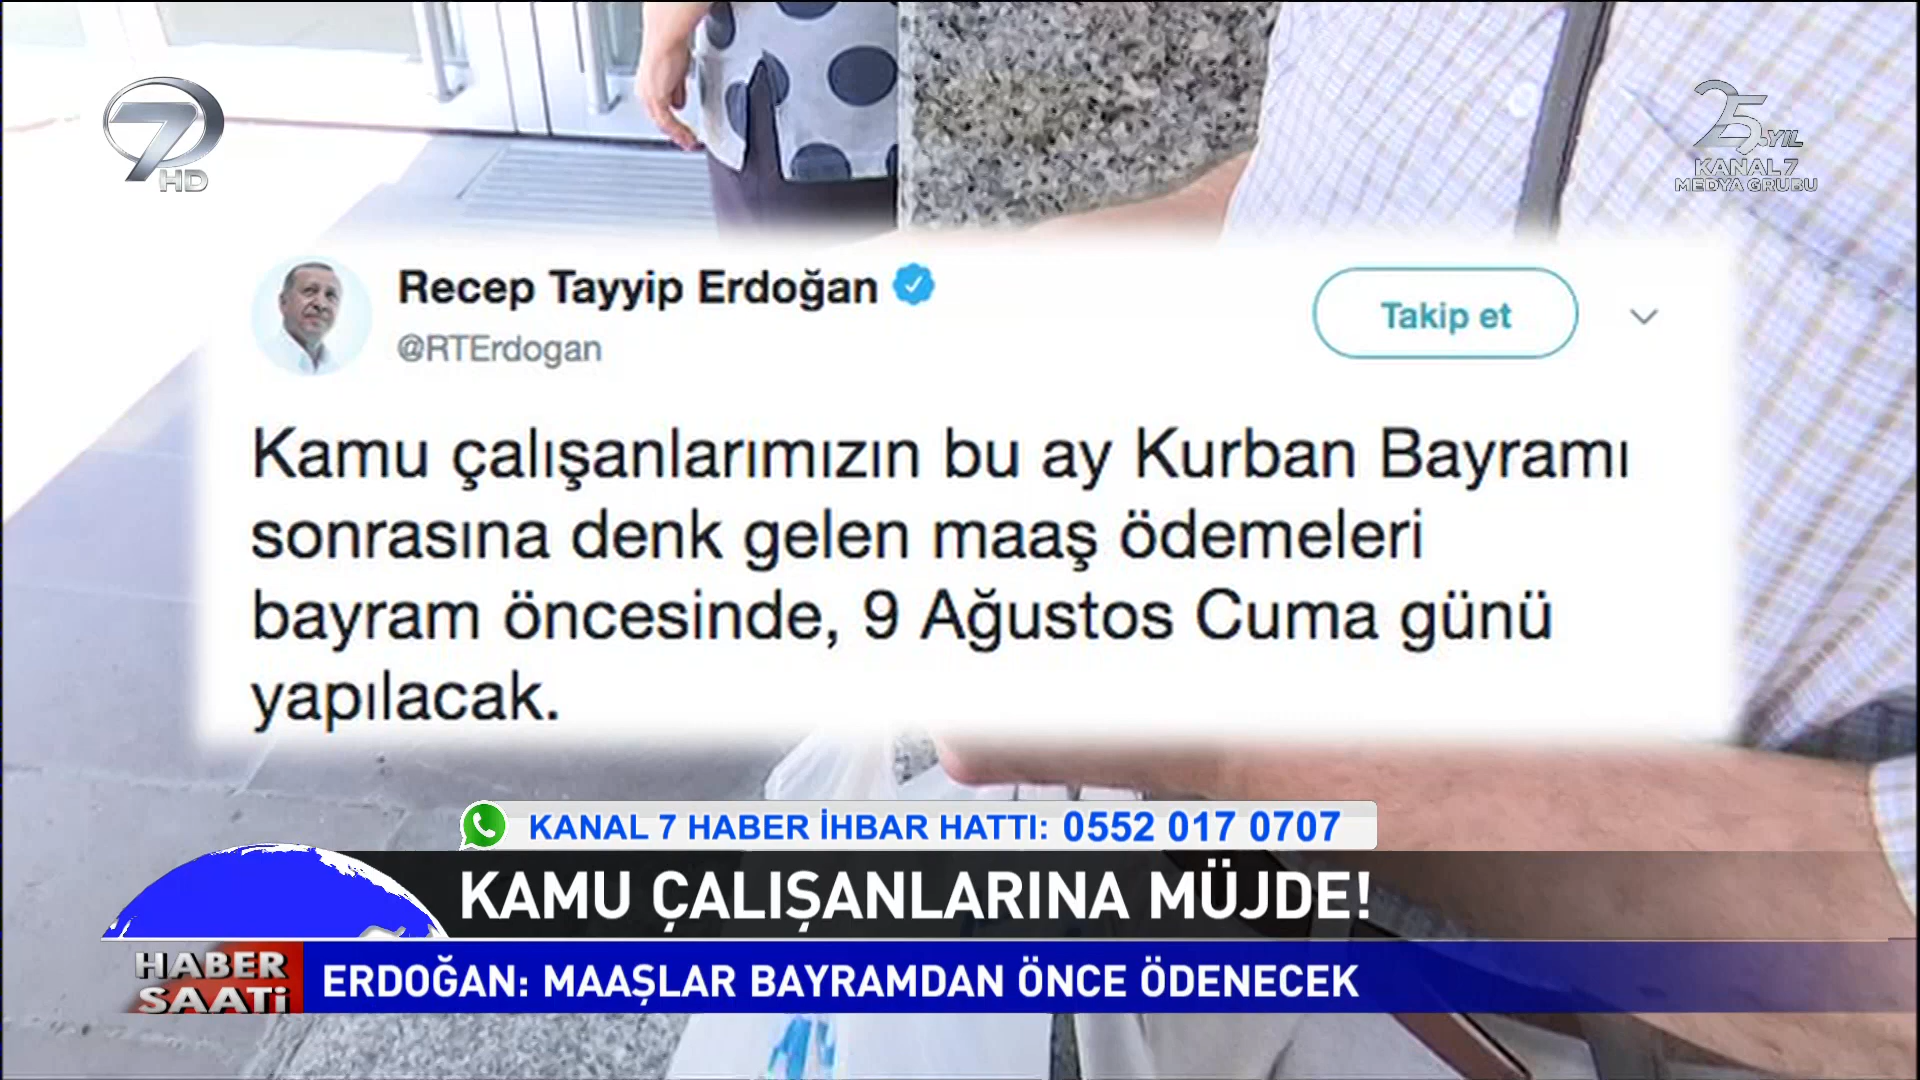 7 HD
25.YIL
KANAL 7
MEDYA GRUBU
Recep Tayyip Erdoğan
@RTErdogan
Takip et
Kamu çalışanlarımızın bu ay Kurban Bayramı
sonrasına denk gelen maaş ödemeleri
bayram öncesinde, 9 Ağustos Cuma günü
yapılacak.
KANAL 7 HABER İHBAR HATTI: 0552 017 0707
KAMU ÇALIŞANLARINA MÜJDE!
HABER
SAATİ
ERDOĞAN: MAAŞLAR BAYRAMDAN ÖNCE ÖDENECEK